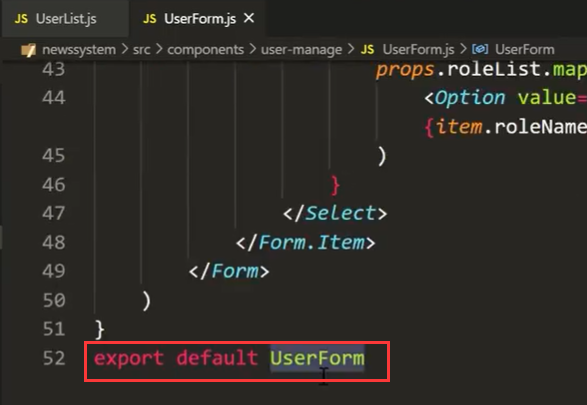 JS UserList.js JS UserForm.js ×
newssystem > src > components > user-manage > JS UserForm.js > UserForm
43 props.roleList.map
44 <Option value=
{item.roleName
45 )
46 }
47 </Select>
48 </Form.Item>
49 </Form>
50 )
51 }
52 export default UserForm